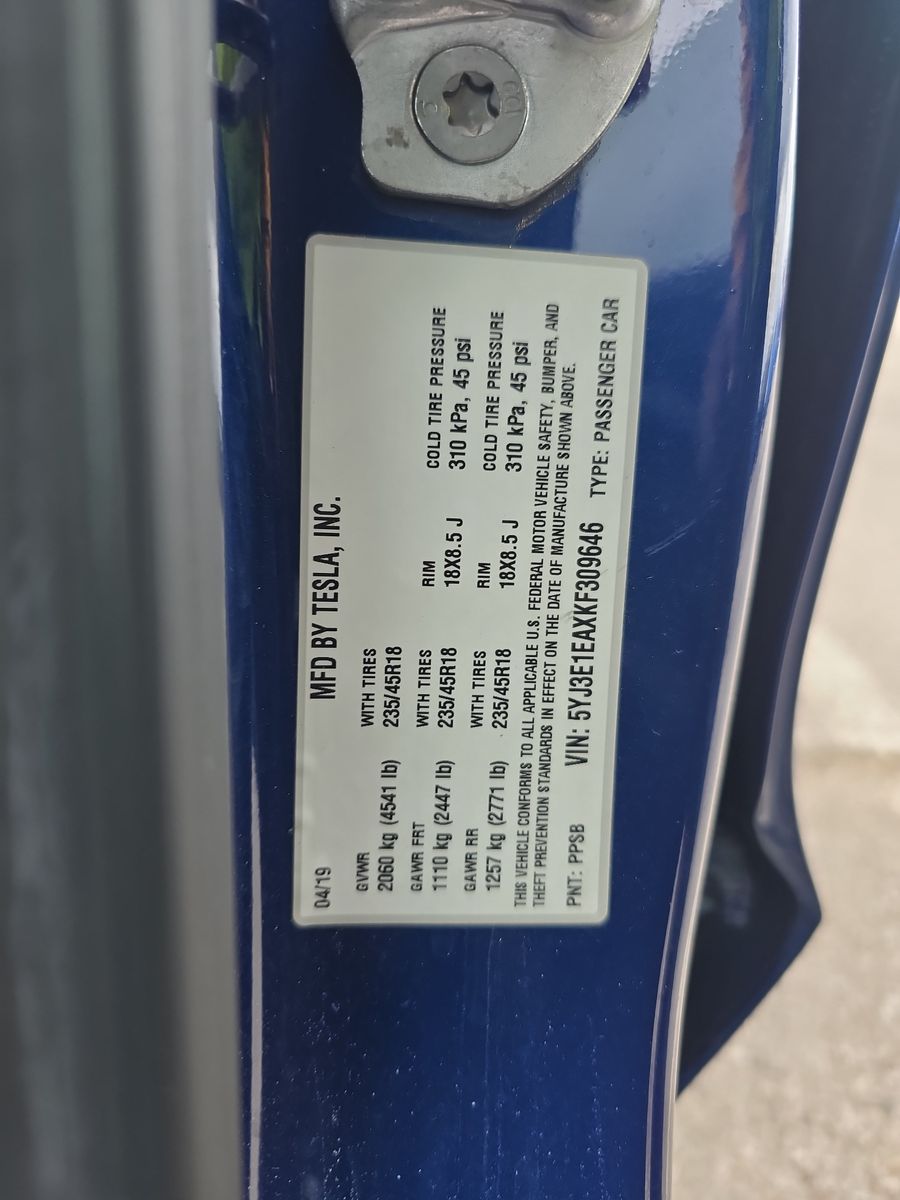 04/19 MFD BY TESLA, INC.
GVWR WITH TIRES
2060 kg (4541 lb) 235/45R18
GAWR FRT WITH TIRES RIM COLD TIRE PRESSURE
1110 kg (2447 lb) 235/45R18 18X8.5 J 310 kPa, 45 psi
GAWR RR WITH TIRES RIM COLD TIRE PRESSURE
1257 kg (2771 lb) 235/45R18 18X8.5 J 310 kPa, 45 psi
THIS VEHICLE CONFORMS TO ALL APPLICABLE U.S. FEDERAL MOTOR VEHICLE SAFETY, BUMPER, AND
THEFT PREVENTION STANDARDS IN EFFECT ON THE DATE OF MANUFACTURE SHOWN ABOVE.
PNT: PPSB VIN: 5YJ3E1EAXKF309646 TYPE: PASSENGER CAR